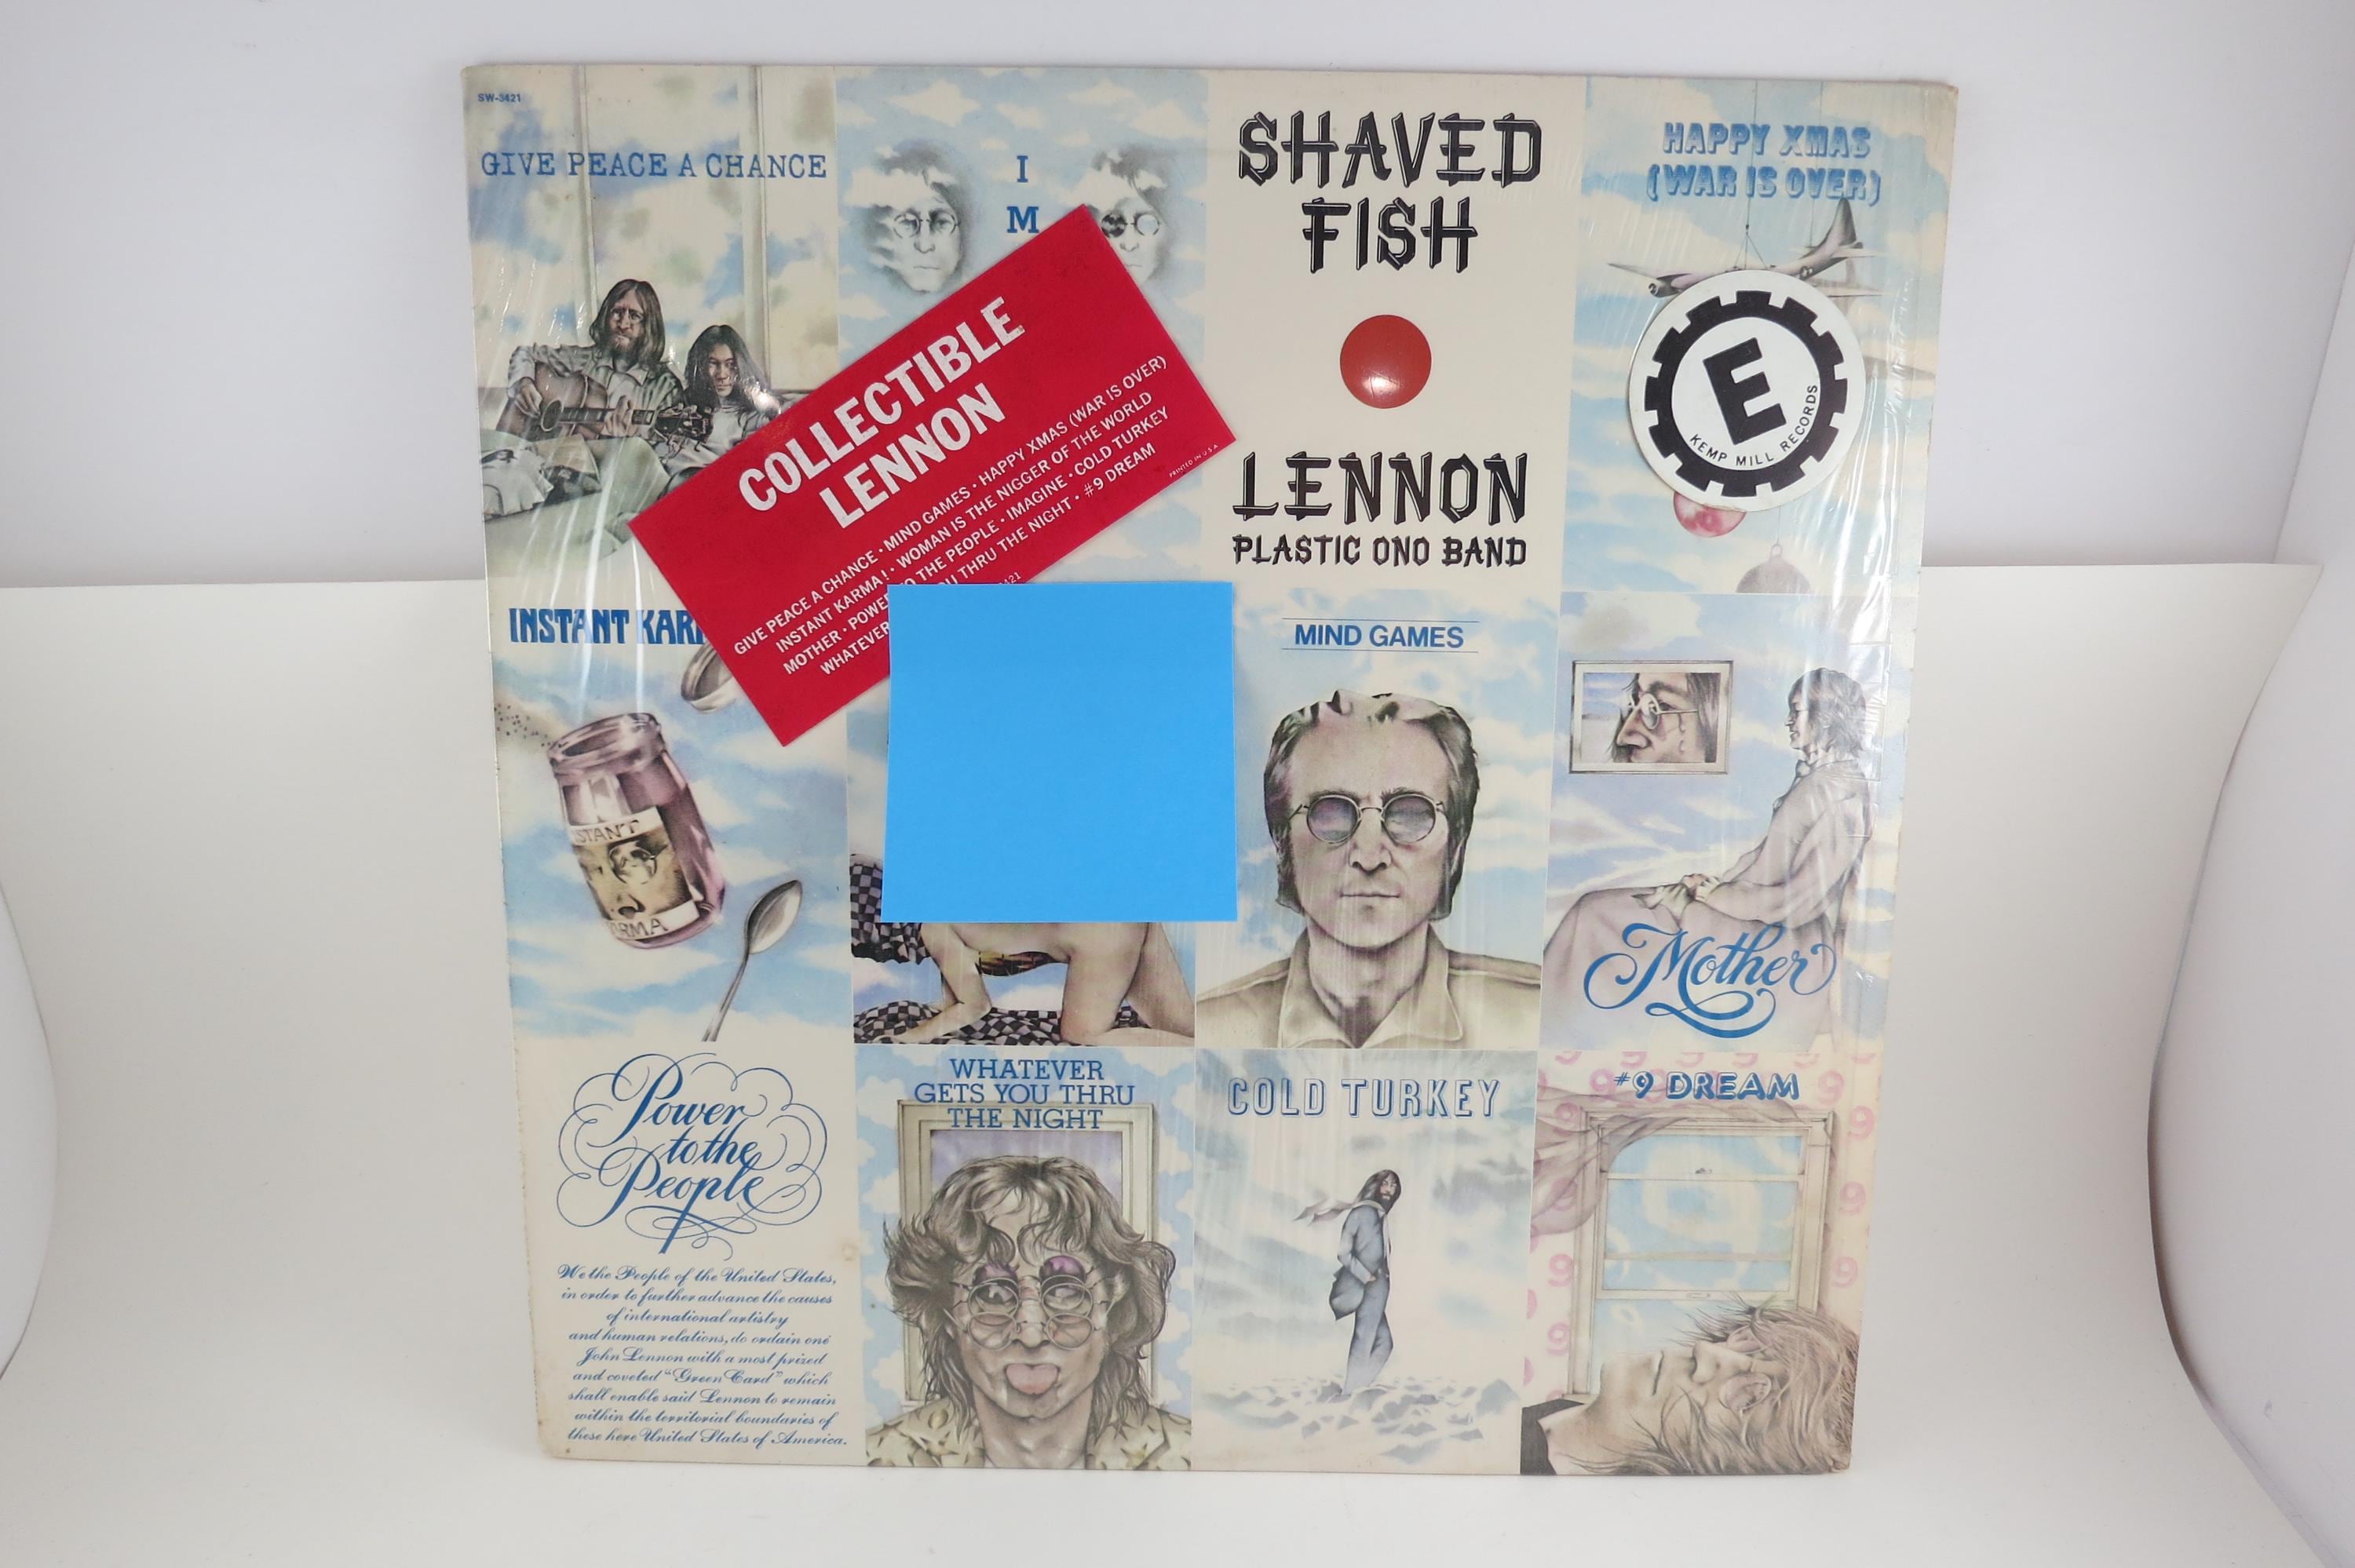 SW-3421
GIVE PEACE A CHANCE
I
M
SHAVED
FISH
LENNON
PLASTIC ONO BAND
HAPPY XMAS
(WAR IS OVER)
E
KEMP MILL RECORDS
COLLECTIBLE
LENNON
GIVE PEACE A CHANCE • MIND GAMES • HAPPY XMAS (WAR IS OVER)
INSTANT KARMA! • WOMAN IS THE NIGGER OF THE WORLD
MOTHER • POWER TO THE PEOPLE • IMAGINE • COLD TURKEY
WHATEVER YOU THRU THE NIGHT • #9 DREAM
PRINTED IN U.S.A.
INSTANT
MIND GAMES
Mother
Power
to the
People
We the People of the United States,
in order to further advance the causes
of international artistry
and human relations, do ordain one
John Lennon with a most prized
and coveted "Green Card" which
shall enable said Lennon to remain
within the territorial boundaries of
these here United States of America.
WHATEVER
GETS YOU THRU
THE NIGHT
COLD TURKEY
#9 DREAM